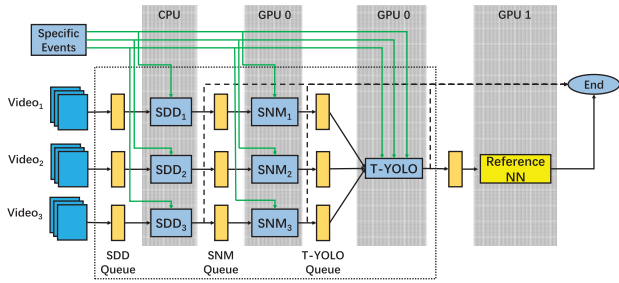 CPU
GPU 0
GPU 0
GPU 1
Specific
Events
End
Video1
SDD1
SNM1
Video2
SDD2
SNM2
T-YOLO
Reference
NN
Video3
SDD3
SNM3
SDD
Queue
SNM
Queue
T-YOLO
Queue